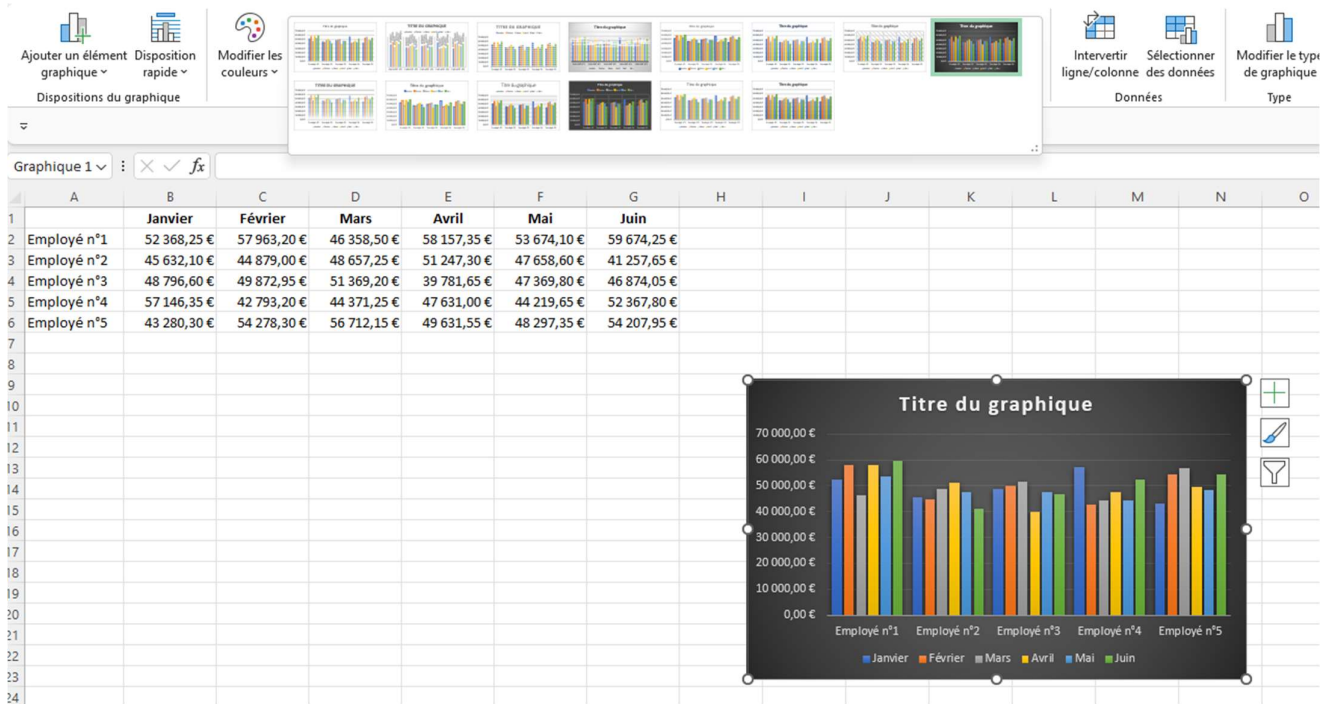 Ajouter un élément graphique
Disposition rapide
Modifier les couleurs
Intervertir ligne/colonne
Sélectionner des données
Modifier le type de graphique
Dispositions du graphique
Données
Type
Graphique 1
fx
A B C D E F G H I J K L M N O
1 Janvier Février Mars Avril Mai Juin
2 Employé n°1 52 368,25 € 57 963,20 € 46 358,50 € 58 157,35 € 53 674,10 € 59 674,25 €
3 Employé n°2 45 632,10 € 44 879,00 € 48 657,25 € 51 247,30 € 47 658,60 € 41 257,65 €
4 Employé n°3 48 796,60 € 49 872,95 € 51 369,20 € 39 781,65 € 47 369,80 € 46 874,05 €
5 Employé n°4 57 146,35 € 42 793,20 € 44 371,25 € 47 631,00 € 44 219,65 € 52 367,80 €
6 Employé n°5 43 280,30 € 54 278,30 € 56 712,15 € 49 631,55 € 48 297,35 € 54 207,95 €
7
8
9
10
11
12
13
14
15
16
17
18
19
20
21
22
23
24
Titre du graphique
70 000,00 €
60 000,00 €
50 000,00 €
40 000,00 €
30 000,00 €
20 000,00 €
10 000,00 €
0,00 €
Employé n°1 Employé n°2 Employé n°3 Employé n°4 Employé n°5
Janvier Février Mars Avril Mai Juin